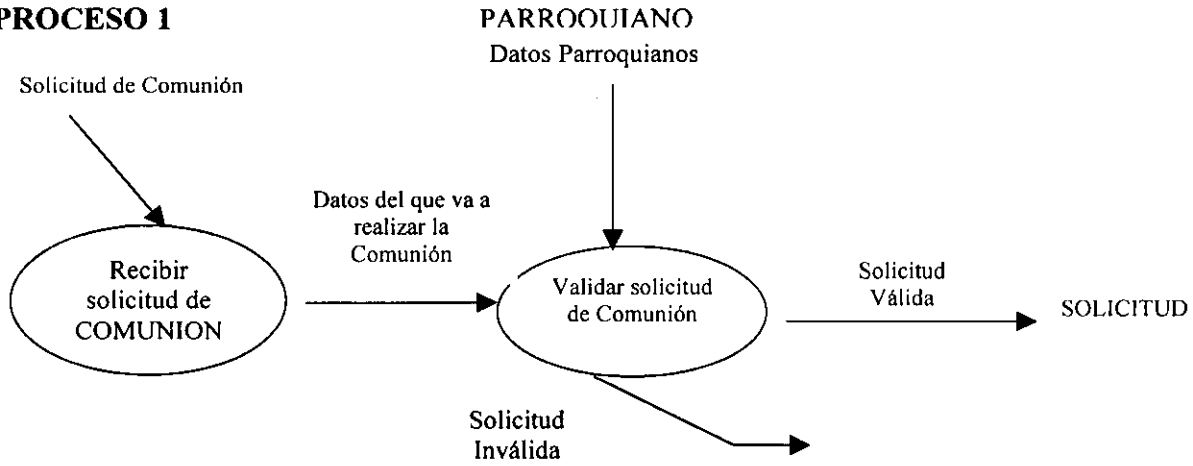 PROCESO 1
PARROQUIANO
Datos Parroquianos
Solicitud de Comunión
Datos del que va a
realizar la
Comunión
Recibir
solicitud de
COMUNION
Validar solicitud
de Comunión
Solicitud
Válida
SOLICITUD
Solicitud
Inválida